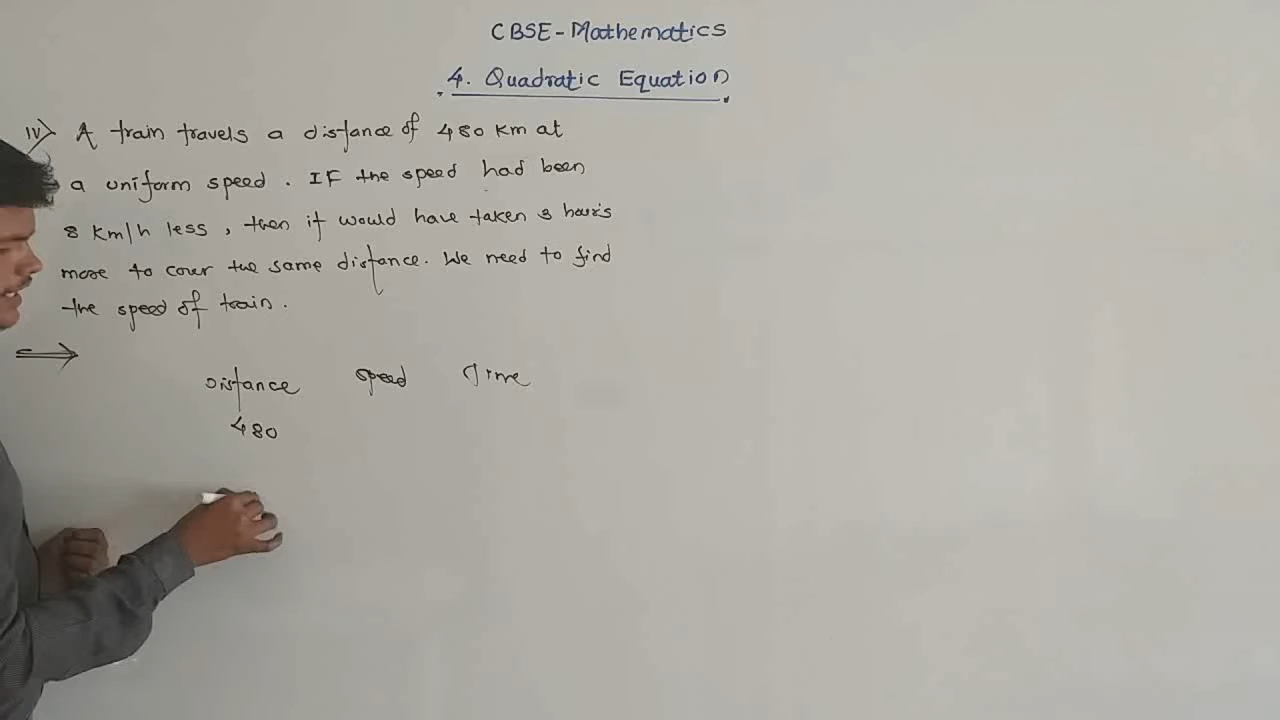 CBSE-Mathematics
4. Quadratic Equation
iv> A train travels a distance of 480 km at
a uniform speed. IF the speed had been
8 km/h less, then it would have taken 3 hours
more to cover the same distance. We need to find
the speed of train.
⟹
Distance speed Time
480